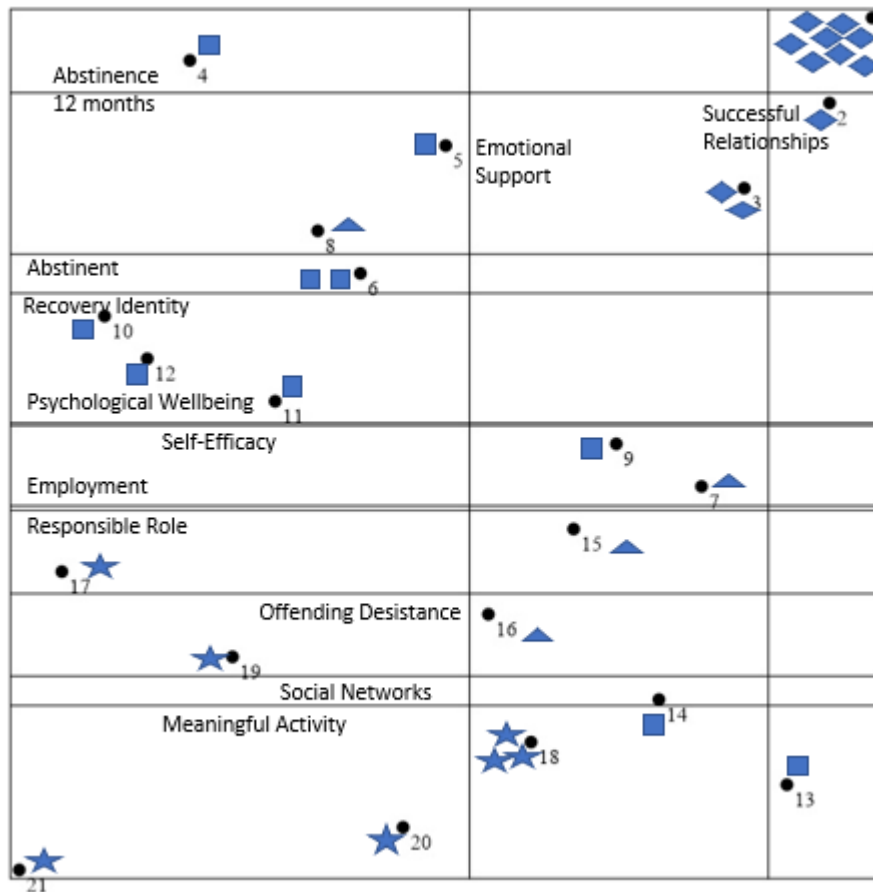 4
Abstinence
12 months
Successful
Relationships
2
5
Emotional
Support
3
8
Abstinent
6
Recovery Identity
10
12
Psychological Wellbeing
11
Self-Efficacy
9
Employment
7
Responsible Role
15
17
Offending Desistance
16
19
Social Networks
14
Meaningful Activity
18
13
20
21